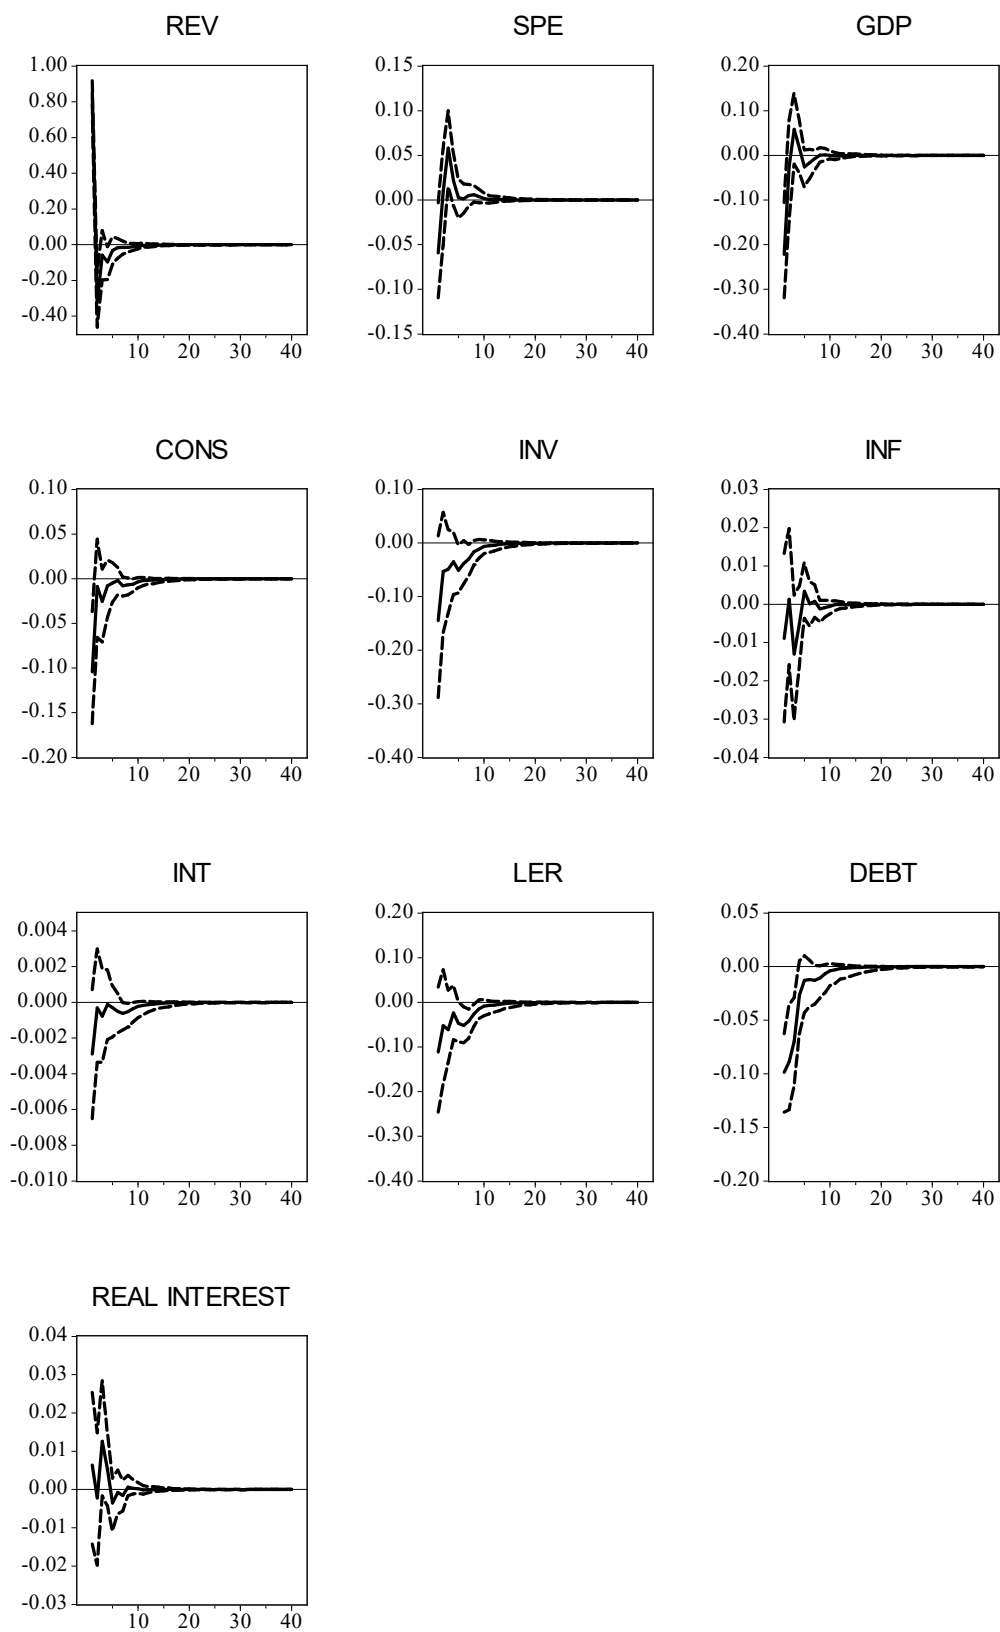 REV SPE GDP
1.00 0.15 0.20
0.80 0.10 0.10
0.60 0.05 0.00
0.40 0.00 -0.10
0.20 -0.05 -0.20
0.00 -0.10 -0.30
-0.20 -0.15 -0.40
-0.40
10 20 30 40 10 20 30 40 10 20 30 40
CONS INV INF
0.10 0.10 0.03
0.05 0.00 0.02
0.00 -0.10 0.01
-0.05 -0.20 0.00
-0.10 -0.30 -0.01
-0.15 -0.40 -0.02
-0.20 -0.03
-0.04
10 20 30 40 10 20 30 40 10 20 30 40
INT LER DEBT
0.004 0.20 0.05
0.002 0.10 0.00
0.000 0.00 -0.05
-0.002 -0.10 -0.10
-0.004 -0.20 -0.15
-0.006 -0.30 -0.20
-0.008 -0.40
-0.010
10 20 30 40 10 20 30 40 10 20 30 40
REAL INTEREST
0.04
0.03
0.02
0.01
0.00
-0.01
-0.02
-0.03
10 20 30 40